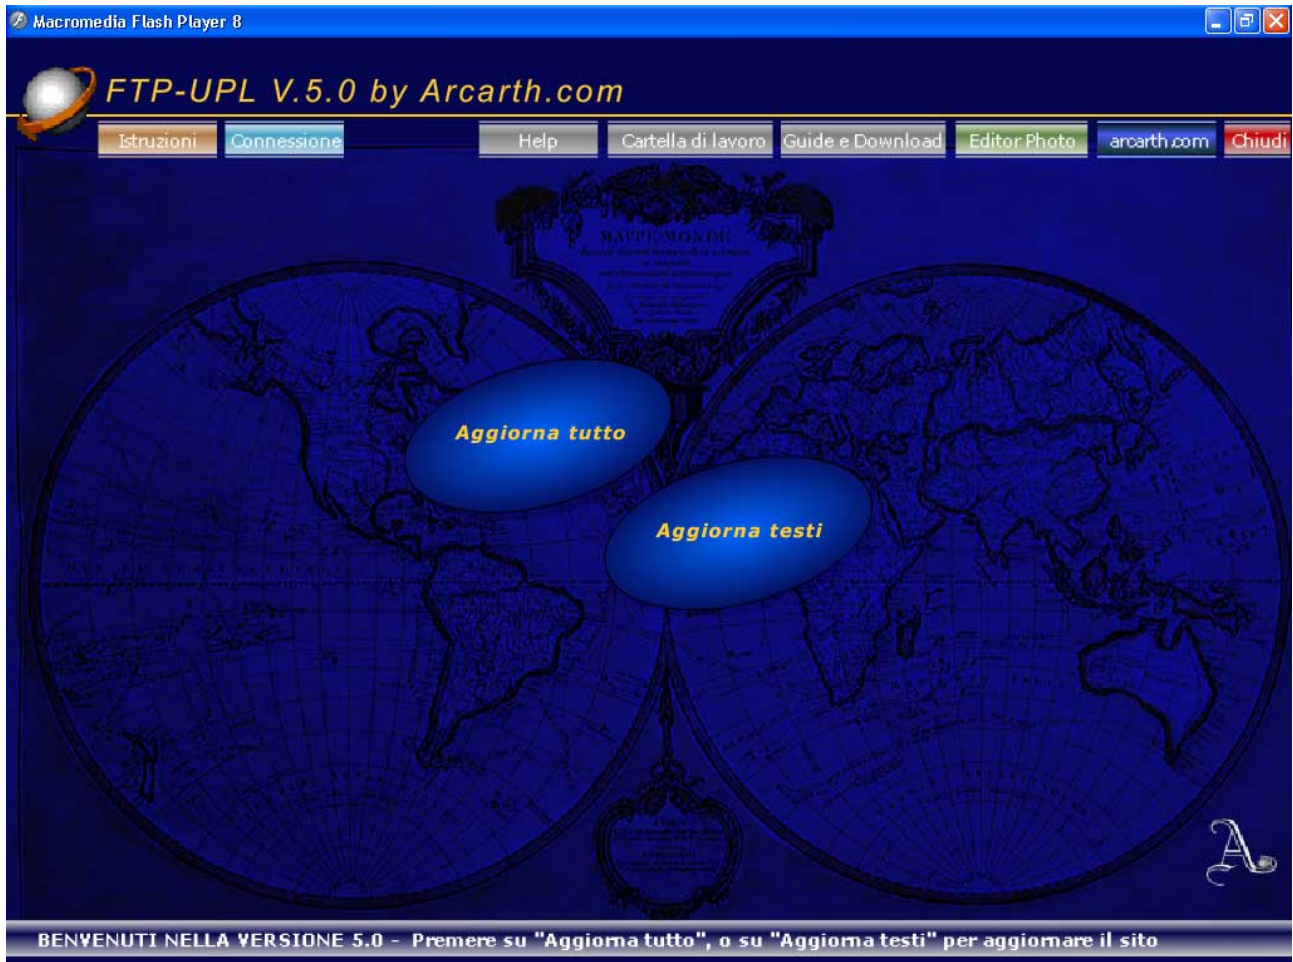 Macromedia Flash Player 8
FTP-UPL V.5.0 by Arcarth.com
Istruzioni Connessione Help Cartella di lavoro Guide e Download Editor Photo arcarth.com Chiudi
MAPPE-MONDE
Aggiorna tutto
Aggiorna testi
A
BENVENUTI NELLA VERSIONE 5.0 - Premere su "Aggiorna tutto", o su "Aggiorna testi" per aggiornare il sito